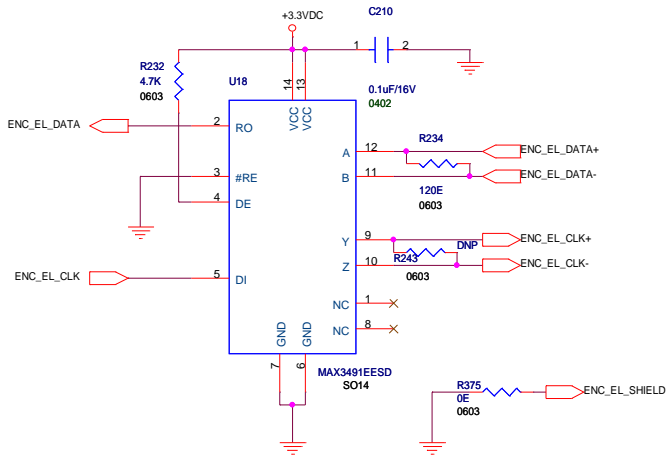 C210
+3.3VDC
1
2
R232
4.7K
0603
U18
14
13
VCC
VCC
0.1uF/16V
0402
ENC_EL_DATA
2
RO
R234
A
12
ENC_EL_DATA+
3
#RE
B
11
ENC_EL_DATA-
4
DE
120E
0603
Y
9
ENC_EL_CLK+
DNP
ENC_EL_CLK
5
DI
Z
10
R243
ENC_EL_CLK-
0603
NC
1
NC
8
GND
GND
7
6
MAX3491EESD
SO14
R375
0E
0603
ENC_EL_SHIELD